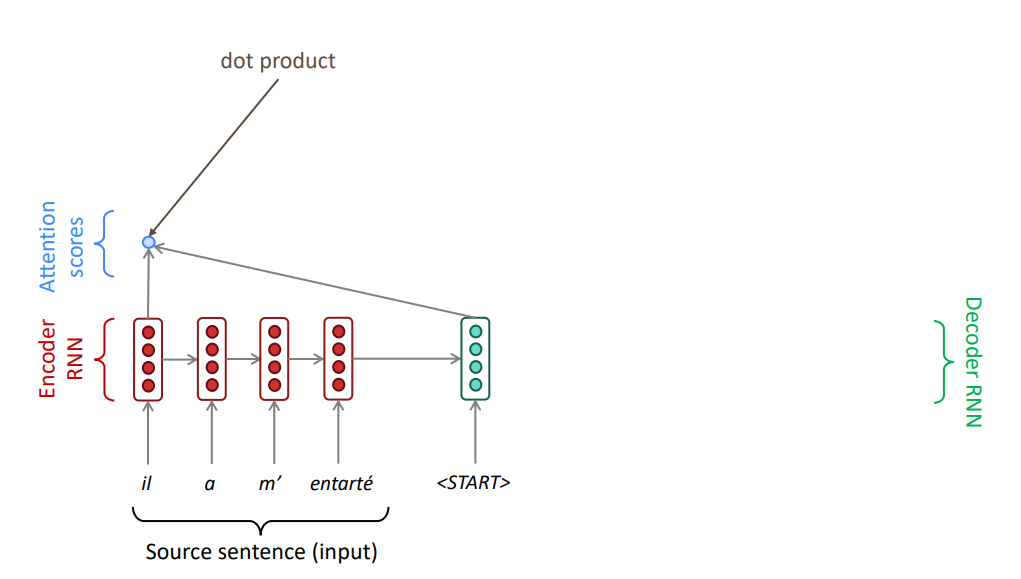 dot product
Attention
scores
Encoder
RNN
Decoder RNN
il a m’ entarté <START>
Source sentence (input)